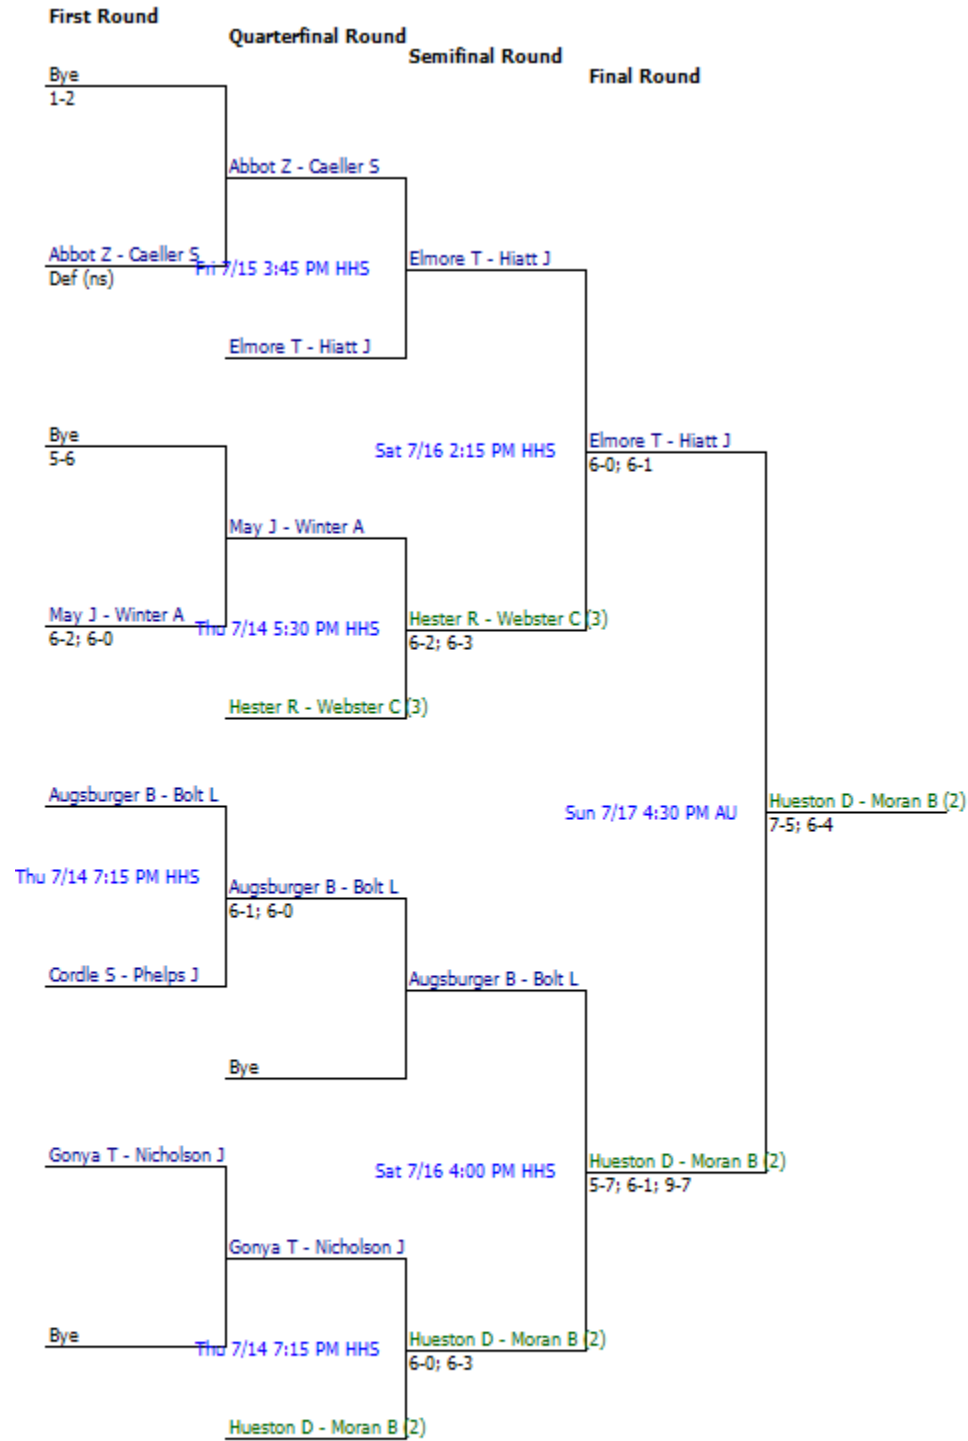 First Round
Quarterfinal Round
Semifinal Round
Final Round
Bye
1-2
Abbot Z - Caeller S
Abbot Z - Caeller S
Def (ns)
Fri 7/15 3:45 PM HHS
Elmore T - Hiatt J
Elmore T - Hiatt J
Bye
5-6
Sat 7/16 2:15 PM HHS
Elmore T - Hiatt J
6-0; 6-1
May J - Winter A
May J - Winter A
6-2; 6-0
Thu 7/14 5:30 PM HHS
Hester R - Webster C (3)
6-2; 6-3
Hester R - Webster C (3)
Augsburger B - Bolt L
Sun 7/17 4:30 PM AU
Hueston D - Moran B (2)
7-5; 6-4
Thu 7/14 7:15 PM HHS
Augsburger B - Bolt L
6-1; 6-0
Cordle S - Phelps J
Augsburger B - Bolt L
Bye
Gonya T - Nicholson J
Sat 7/16 4:00 PM HHS
Hueston D - Moran B (2)
5-7; 6-1; 9-7
Gonya T - Nicholson J
Bye
Thu 7/14 7:15 PM HHS
Hueston D - Moran B (2)
6-0; 6-3
Hueston D - Moran B (2)